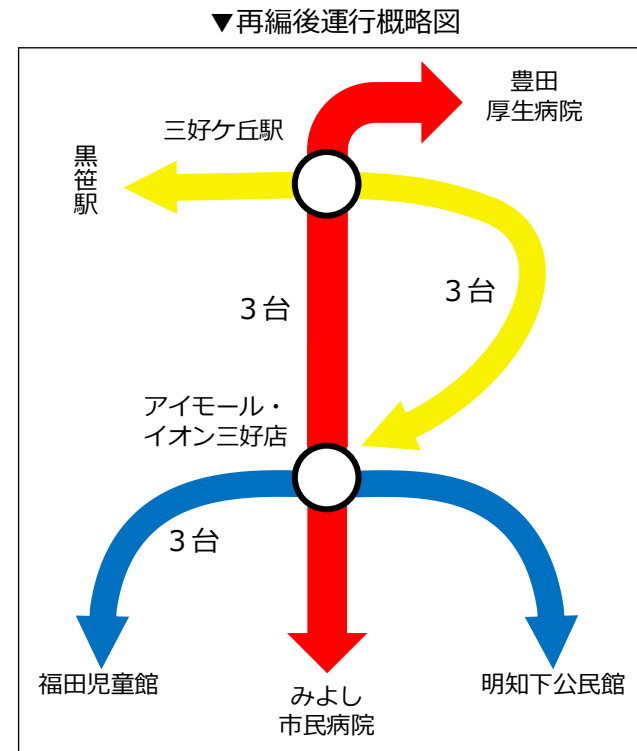 ▼再編後運行概略図
豊田
厚生病院
三好ケ丘駅
黒笹駅
3台
3台
アイモール・
イオン三好店
3台
福田児童館
みよし
市民病院
明知下公民館